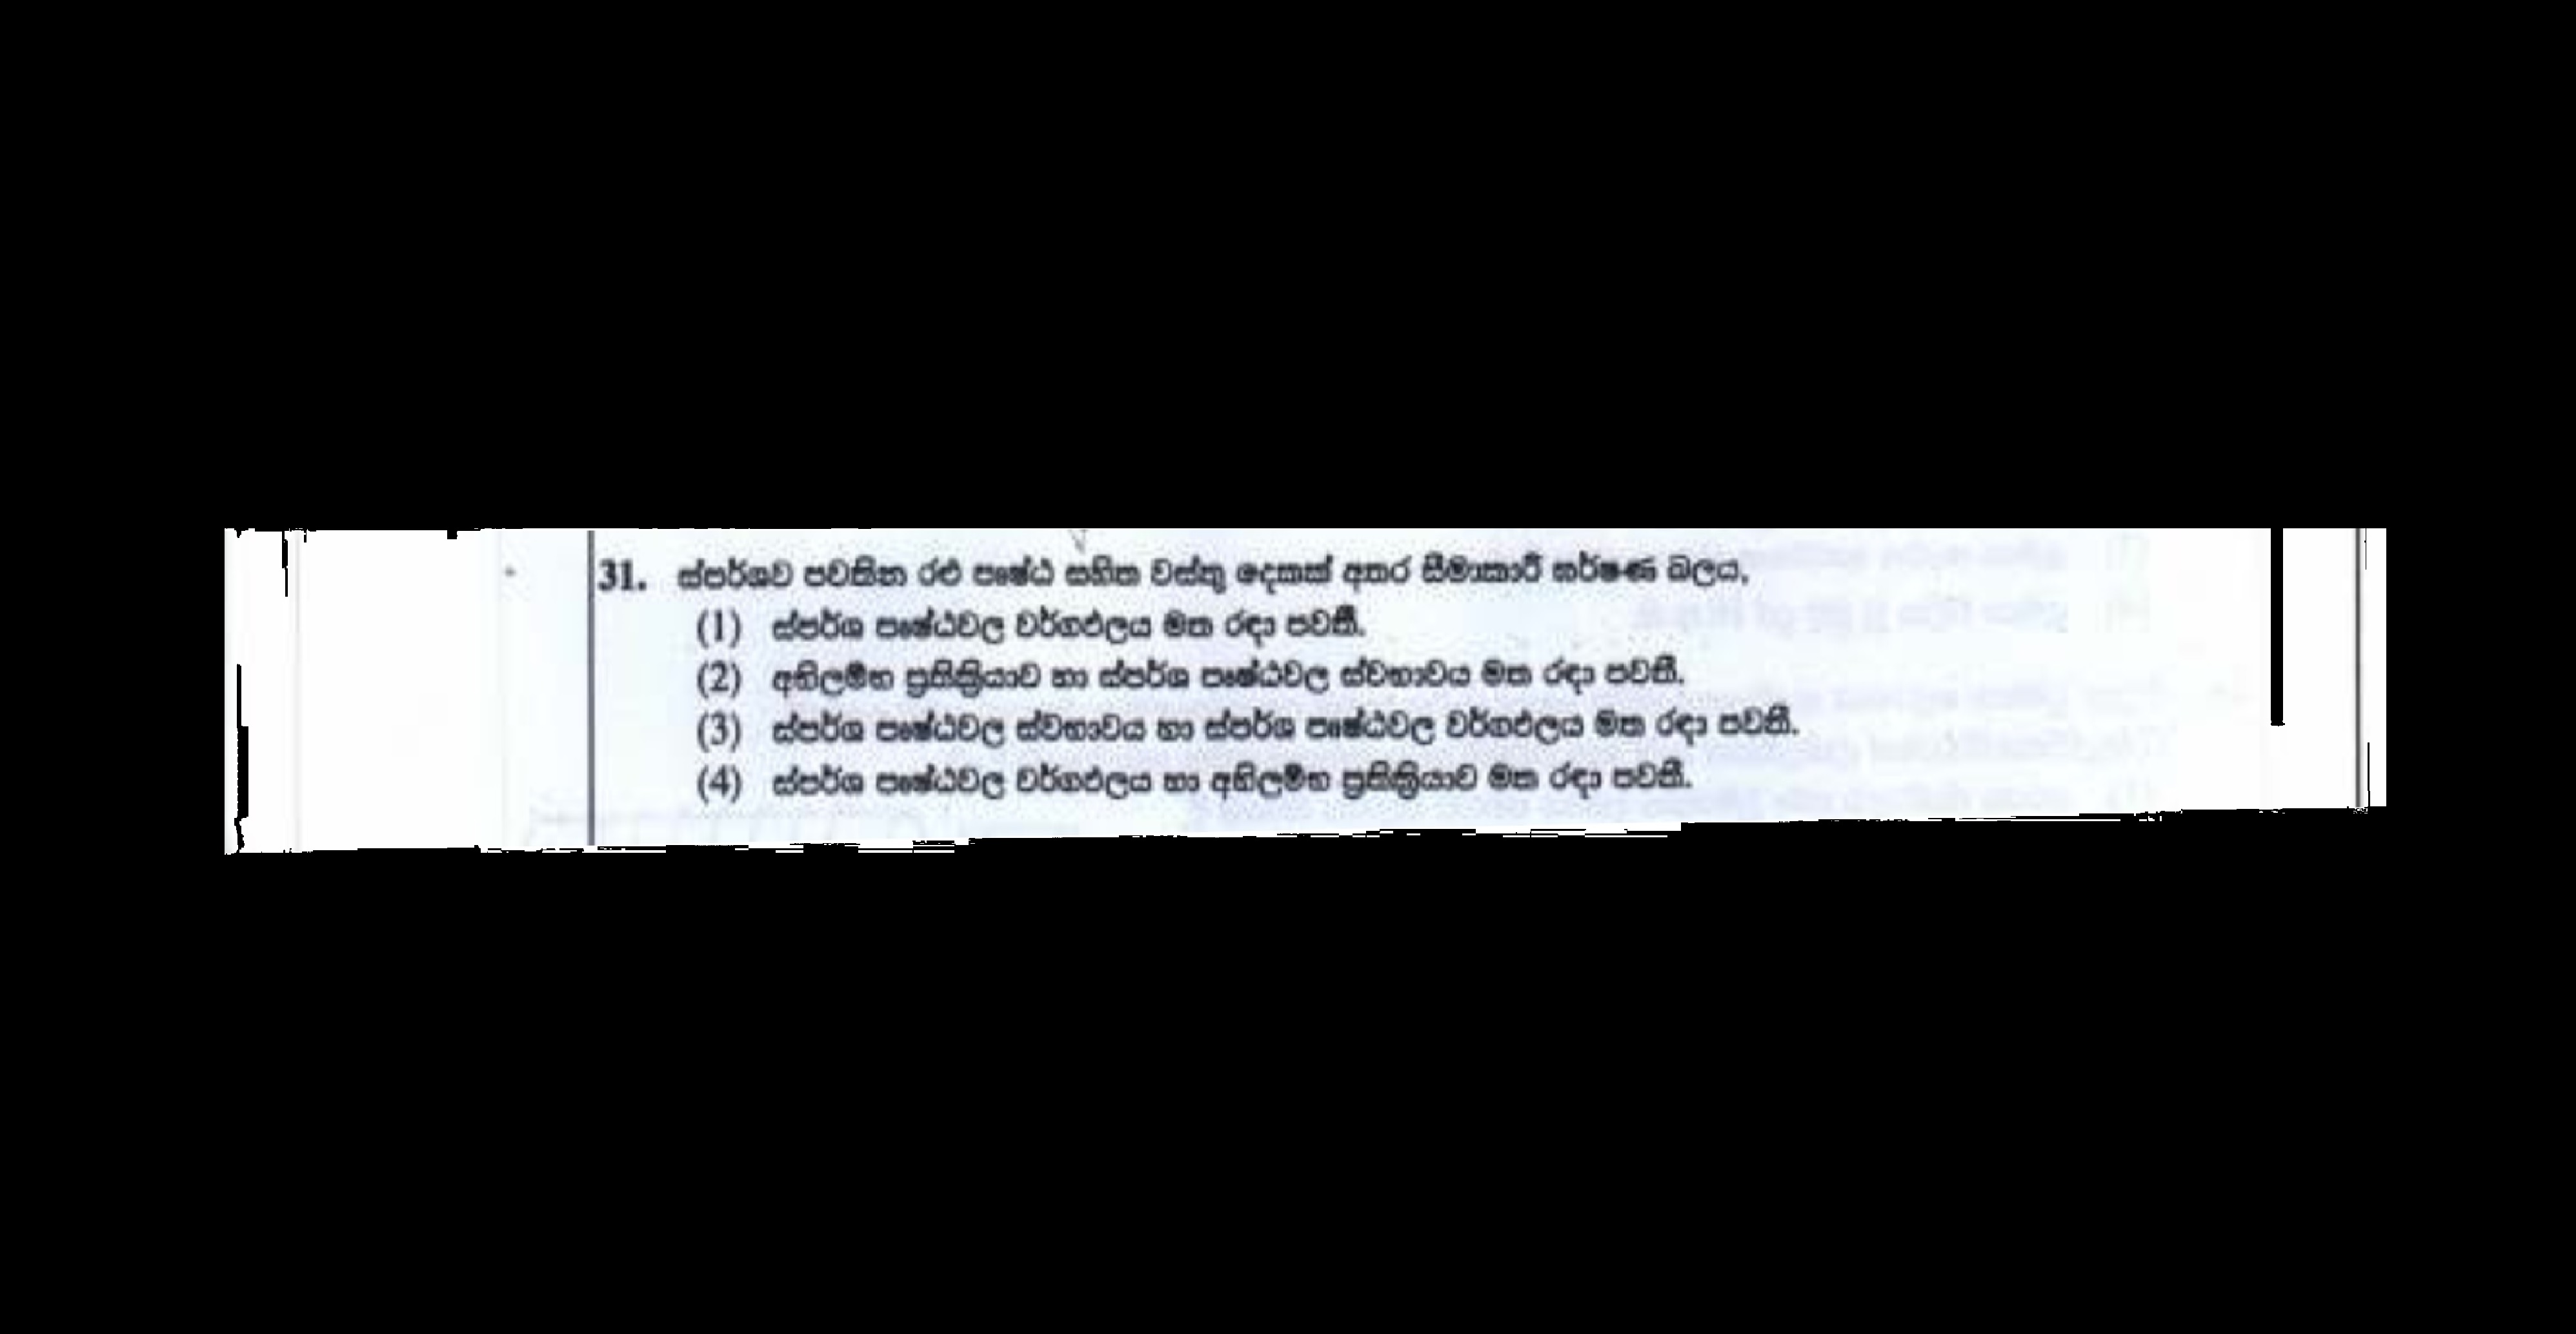 31. ස්පර්ශව පවතින රළු පෘෂ්ඨ සහිත වස්තු දෙකක් අතර සීමාකාරී ඝර්ෂණ බලය,
(1) ස්පර්ශ පෘෂ්ඨවල වර්ගඵලය මත රඳා පවතී.
(2) අභිලම්භ ප්‍රතික්‍රියාව හා ස්පර්ශ පෘෂ්ඨවල ස්වභාවය මත රඳා පවතී.
(3) ස්පර්ශ පෘෂ්ඨවල ස්වභාවය හා ස්පර්ශ පෘෂ්ඨවල වර්ගඵලය මත රඳා පවතී.
(4) ස්පර්ශ පෘෂ්ඨවල වර්ගඵලය හා අභිලම්භ ප්‍රතික්‍රියාව මත රඳා පවතී.